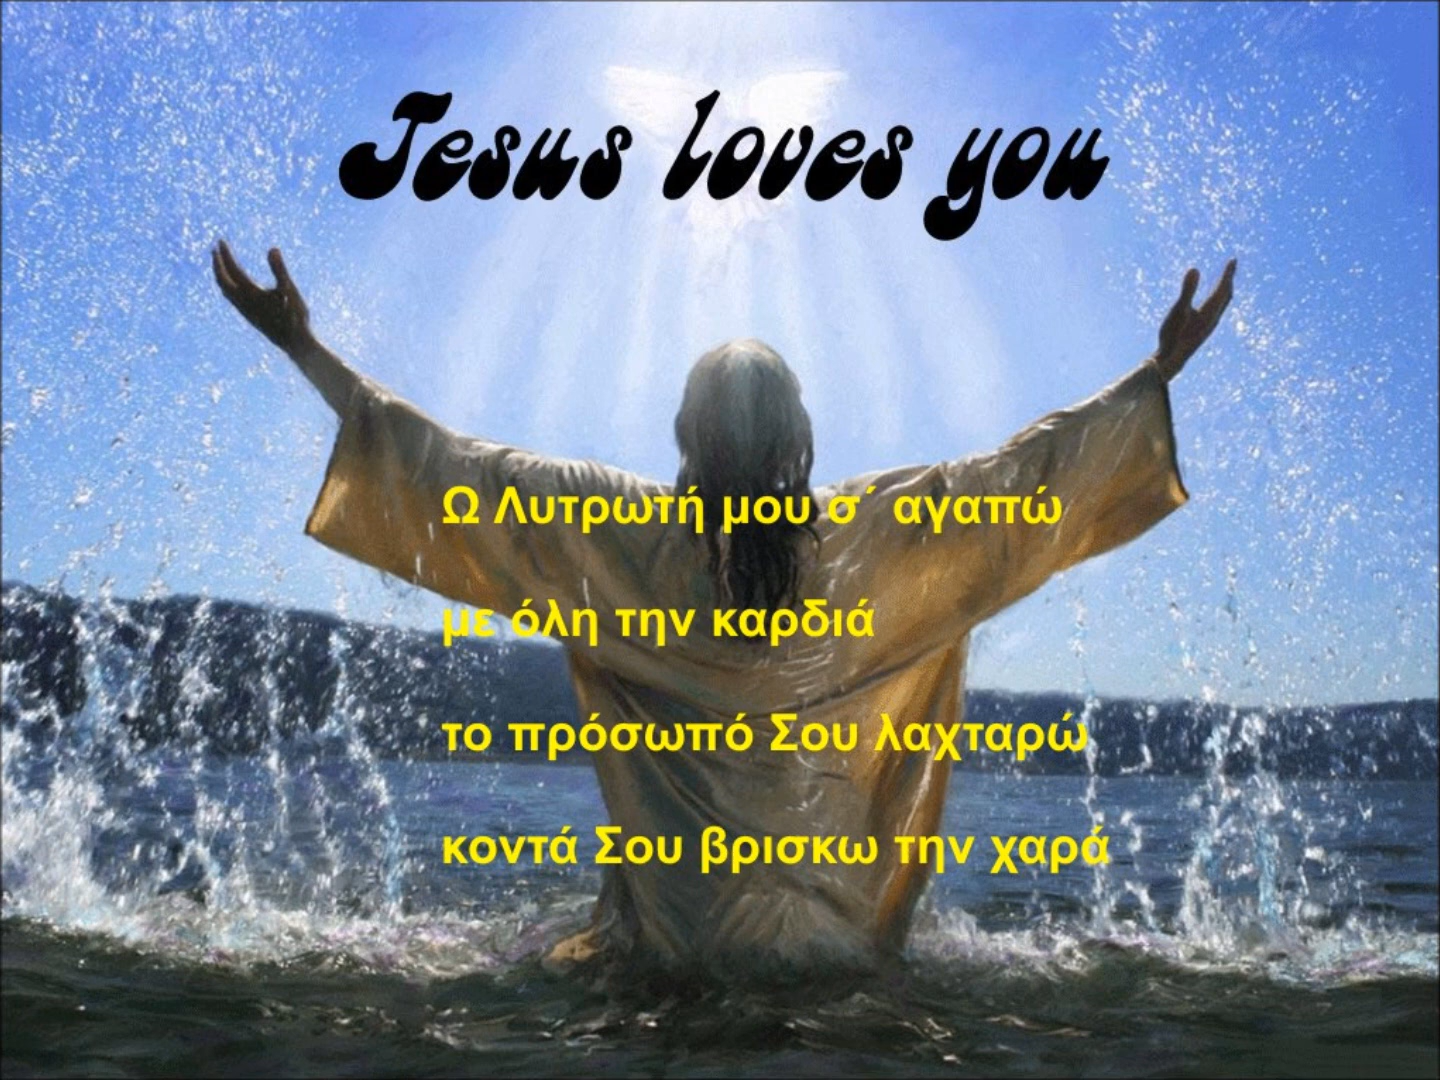 Jesus loves you
Ω Λυτρωτή μου σ΄ αγαπώ
με όλη την καρδιά
το πρόσωπό Σου λαχταρώ
κοντά Σου βρισκω την χαρά